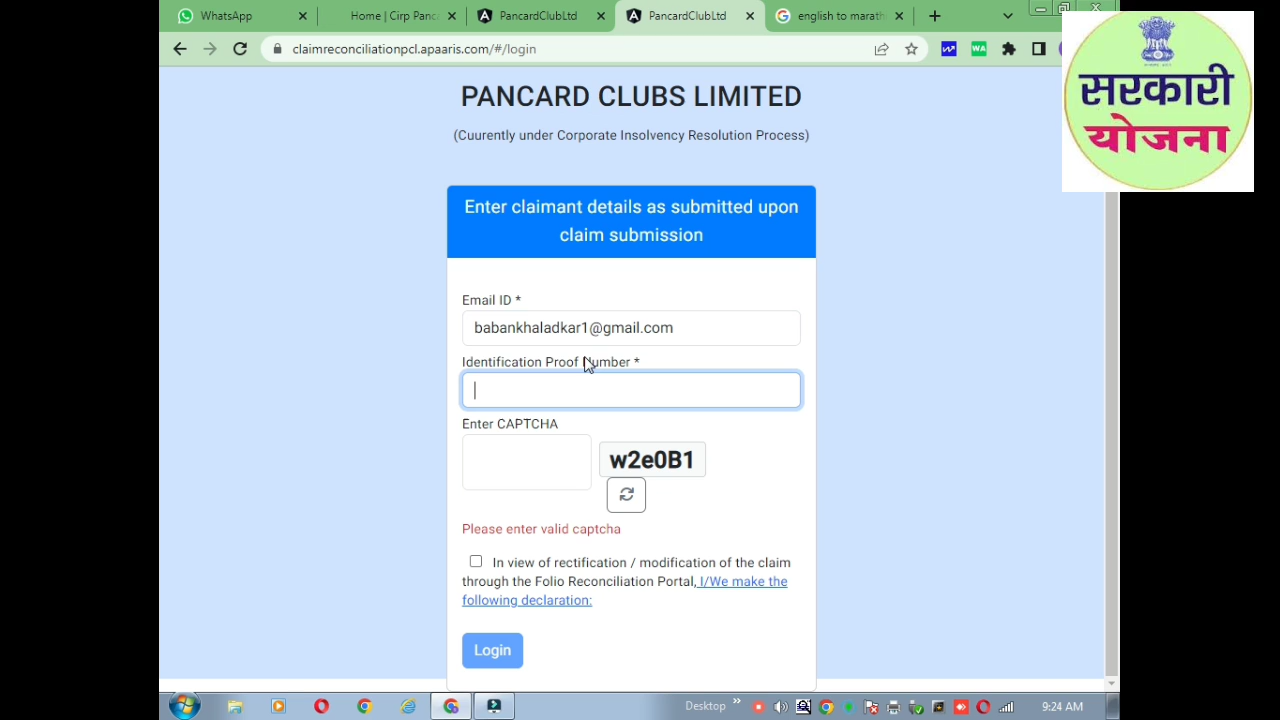 WhatsApp
Home | Cirp Panc
PancardClubLtd
PancardClubLtd
english to marath
claimreconciliationpcl.apaaris.com/#/login
WA
सरकारी
योजना
PANCARD CLUBS LIMITED
(Cuurently under Corporate Insolvency Resolution Process)
Enter claimant details as submitted upon
claim submission
Email ID *
babankhaladkar1@gmail.com
Identification Proof Number *
Enter CAPTCHA
w2e0B1
Please enter valid captcha
In view of rectification / modification of the claim
through the Folio Reconciliation Portal, I/We make the
following declaration:
Login
Desktop
9:24 AM